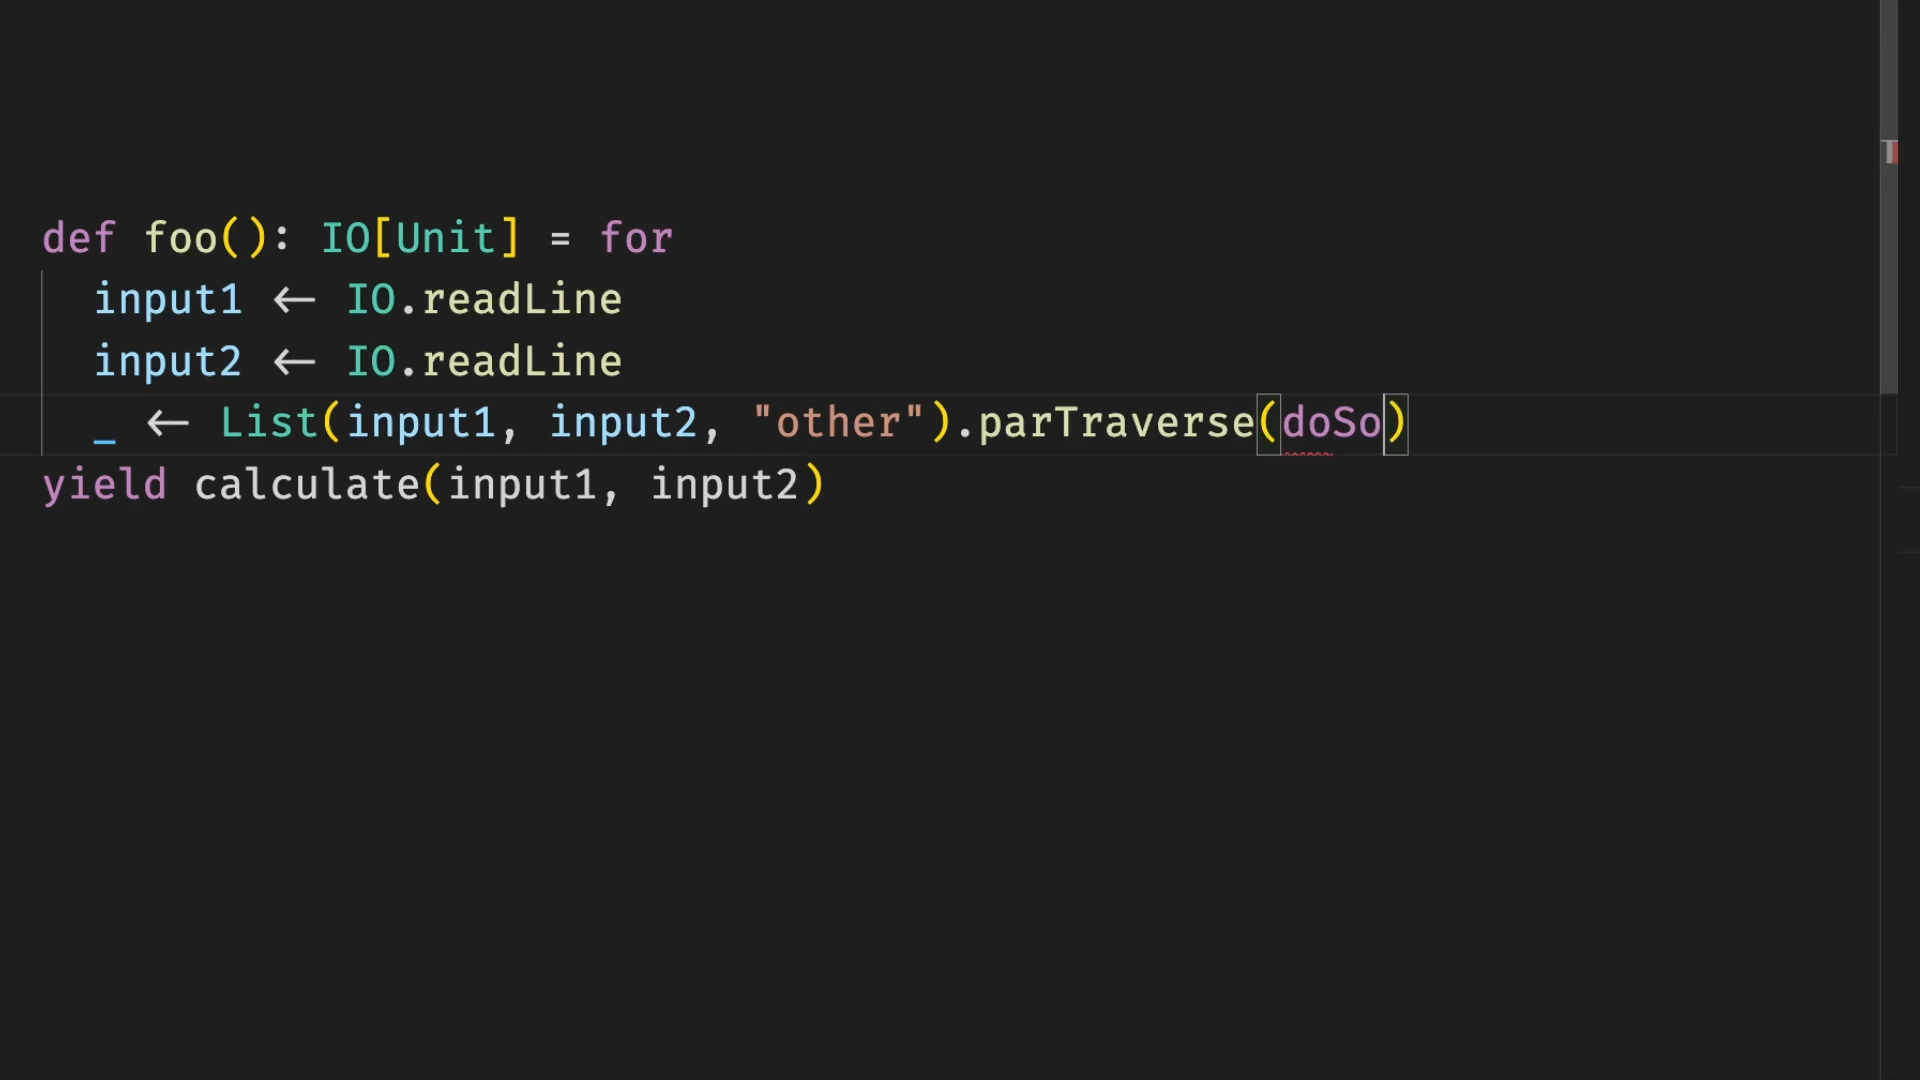 def foo(): IO[Unit] = for
input1 <- IO.readLine
input2 <- IO.readLine
_ <- List(input1, input2, "other").parTraverse(doSo)
yield calculate(input1, input2)